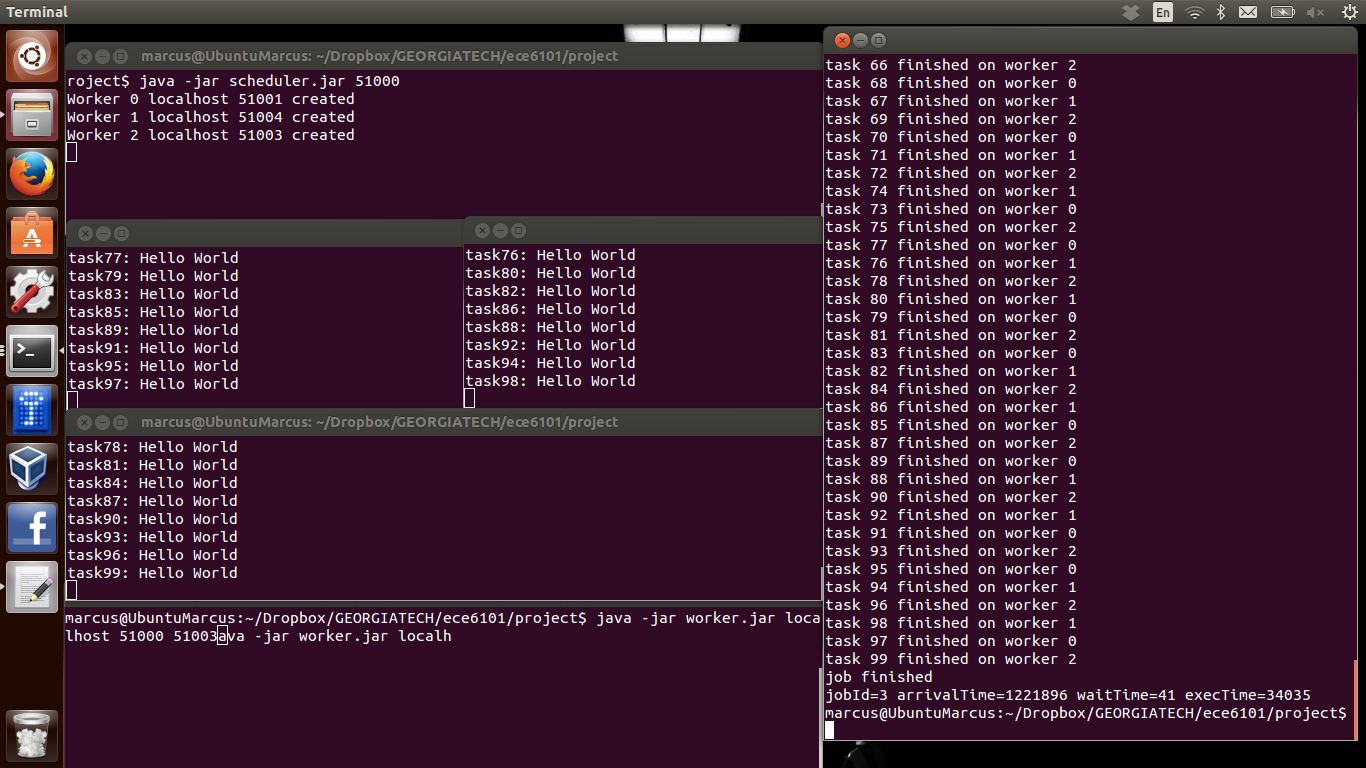 Terminal
En
marcus@UbuntuMarcus: ~/Dropbox/GEORGIATECH/ece6101/project
roject$ java -jar scheduler.jar 51000
Worker 0 localhost 51001 created
Worker 1 localhost 51004 created
Worker 2 localhost 51003 created
task77: Hello World
task79: Hello World
task83: Hello World
task85: Hello World
task89: Hello World
task91: Hello World
task95: Hello World
task97: Hello World
task76: Hello World
task80: Hello World
task82: Hello World
task86: Hello World
task88: Hello World
task92: Hello World
task94: Hello World
task98: Hello World
marcus@UbuntuMarcus: ~/Dropbox/GEORGIATECH/ece6101/project
task78: Hello World
task81: Hello World
task84: Hello World
task87: Hello World
task90: Hello World
task93: Hello World
task96: Hello World
task99: Hello World
marcus@UbuntuMarcus:~/Dropbox/GEORGIATECH/ece6101/project$ java -jar worker.jar loca
lhost 51000 51003ava -jar worker.jar localh
task 66 finished on worker 2
task 68 finished on worker 0
task 67 finished on worker 1
task 69 finished on worker 2
task 70 finished on worker 0
task 71 finished on worker 1
task 72 finished on worker 2
task 74 finished on worker 1
task 73 finished on worker 0
task 75 finished on worker 2
task 77 finished on worker 0
task 76 finished on worker 1
task 78 finished on worker 2
task 80 finished on worker 1
task 79 finished on worker 0
task 81 finished on worker 2
task 83 finished on worker 0
task 82 finished on worker 1
task 84 finished on worker 2
task 86 finished on worker 1
task 85 finished on worker 0
task 87 finished on worker 2
task 89 finished on worker 0
task 88 finished on worker 1
task 90 finished on worker 2
task 92 finished on worker 1
task 91 finished on worker 0
task 93 finished on worker 2
task 95 finished on worker 0
task 94 finished on worker 1
task 96 finished on worker 2
task 98 finished on worker 1
task 97 finished on worker 0
task 99 finished on worker 2
job finished
jobId=3 arrivalTime=1221896 waitTime=41 execTime=34035
marcus@UbuntuMarcus:~/Dropbox/GEORGIATECH/ece6101/project$